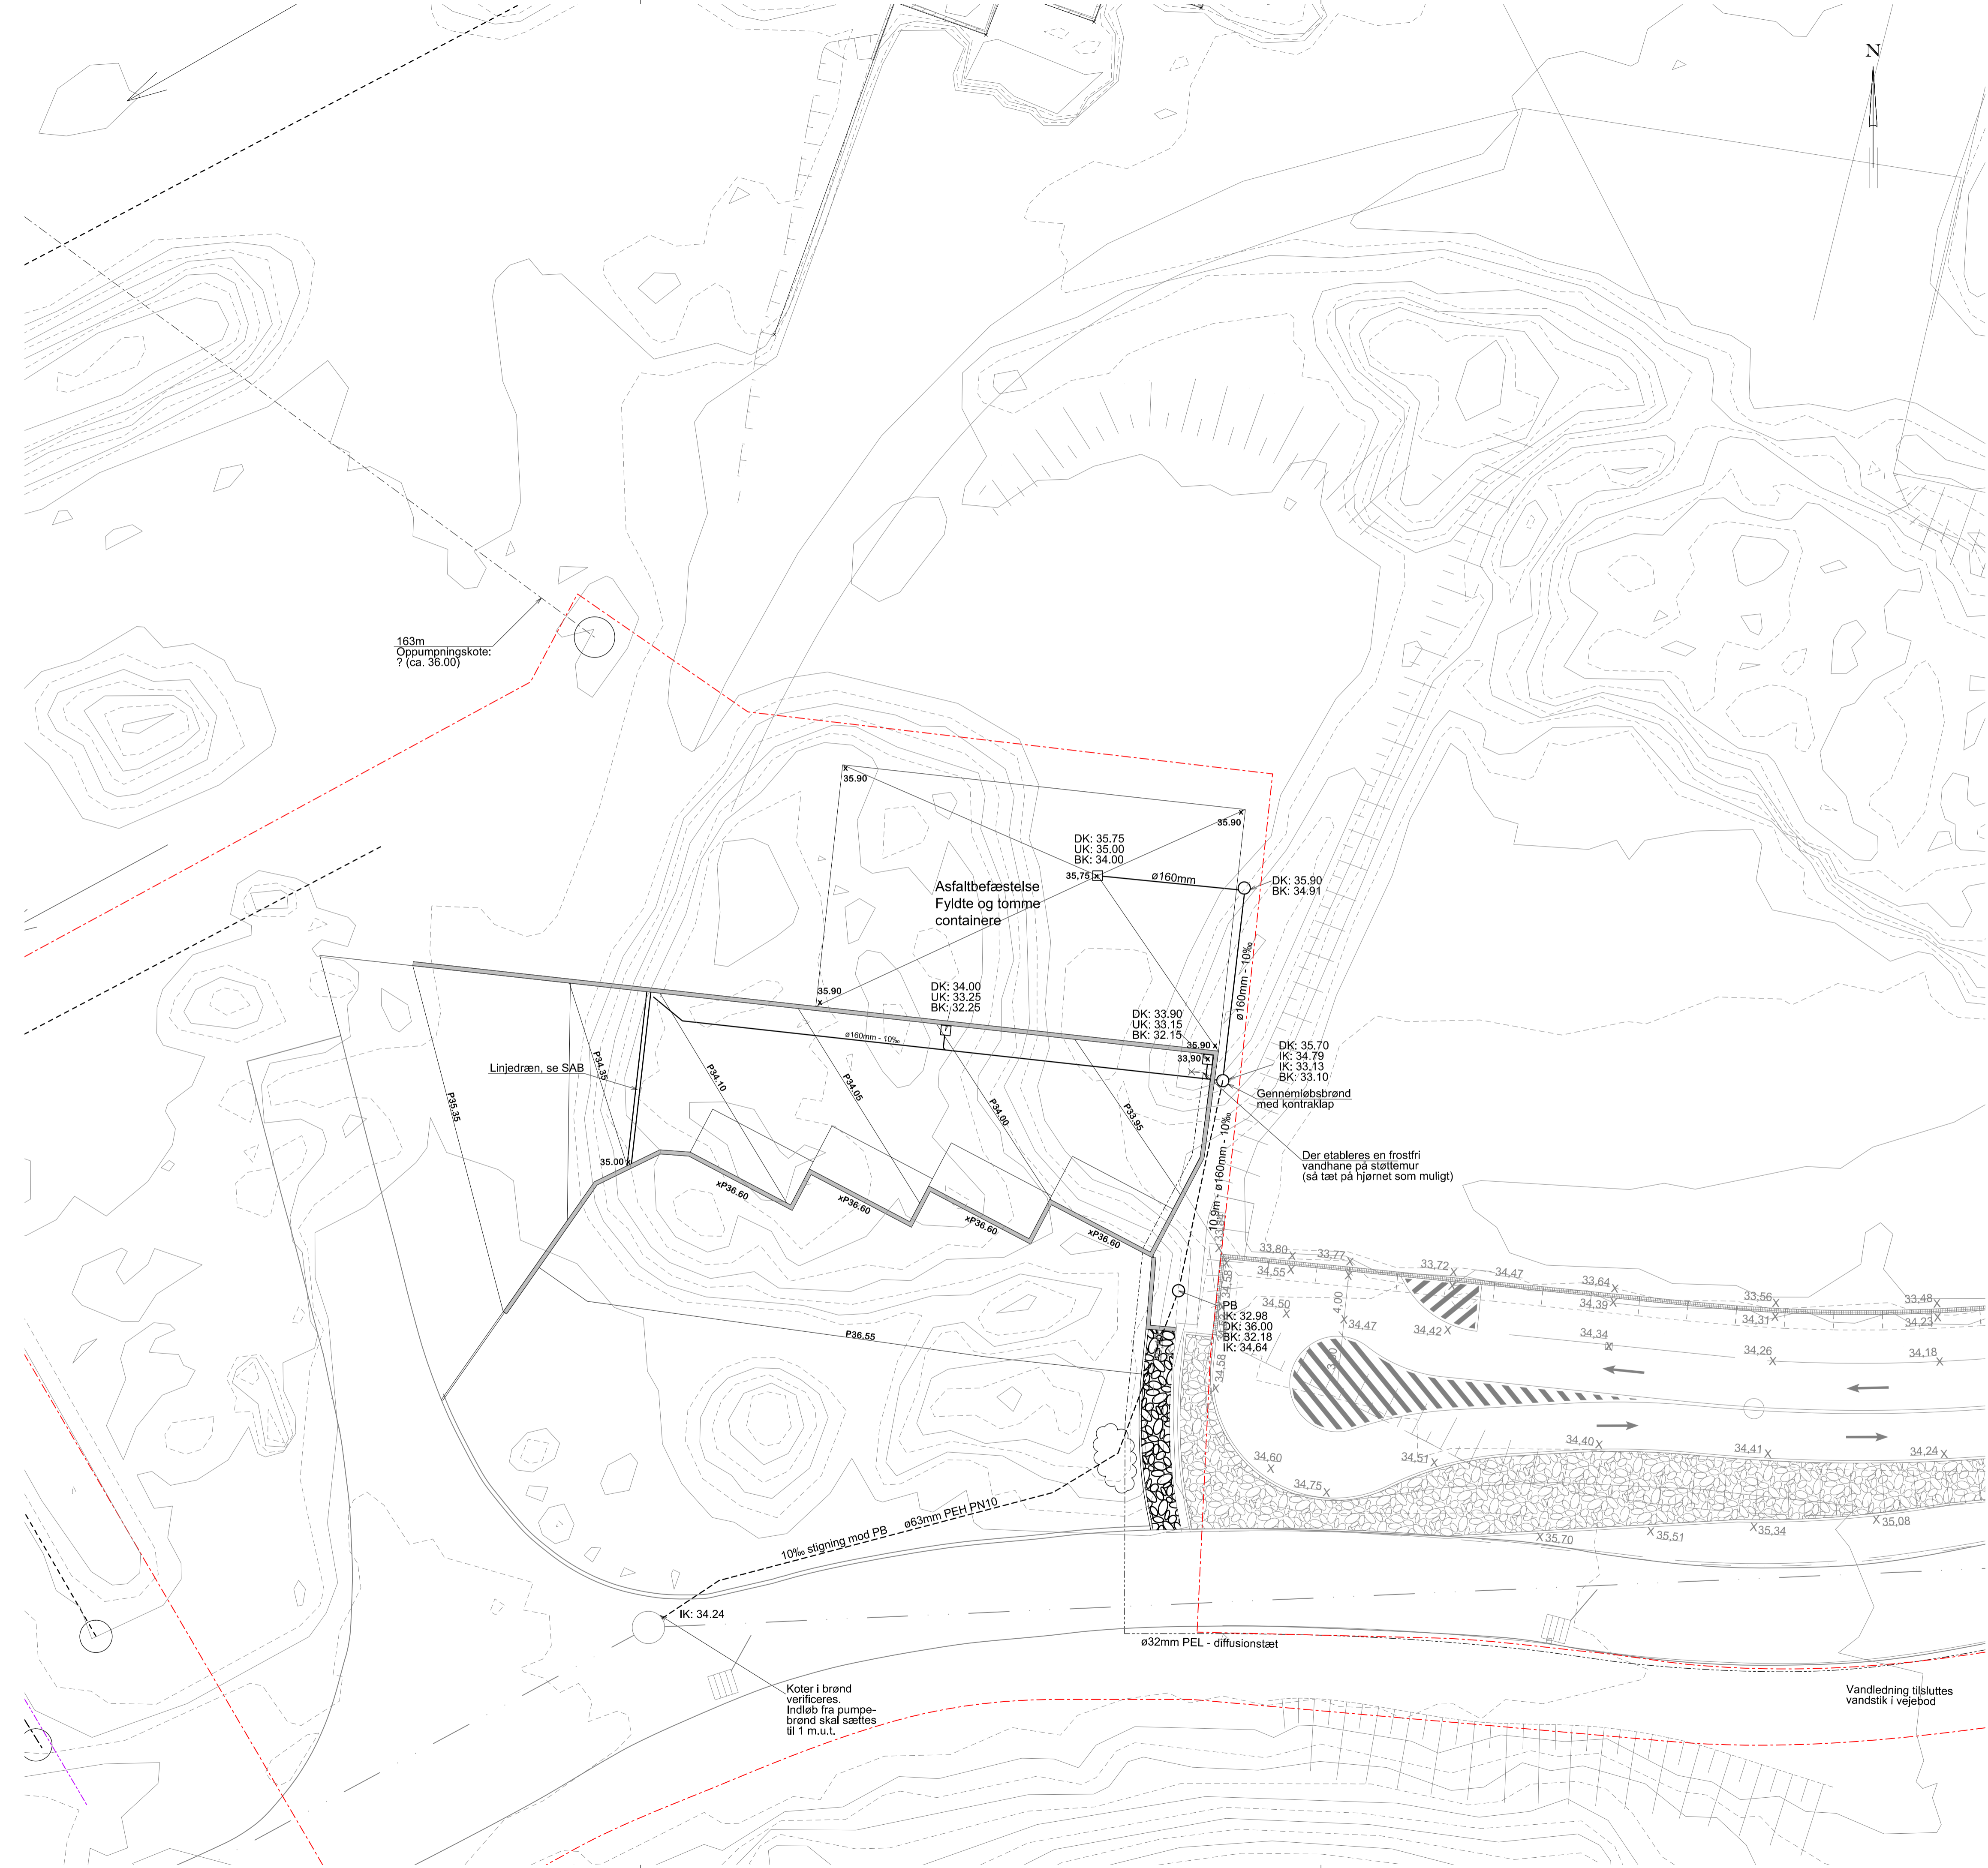 N
163m
Oppumpningskote:
? (ca. 36.00)
35.90
35.90
DK: 35.75
UK: 35.00
BK: 34.00
35,75
ø160mm
DK: 35.90
BK: 34.91
Asfaltbefæstelse
Fyldte og tomme
containere
ø160mm - 10‰
35.90
DK: 34.00
UK: 33.25
BK: 32.25
DK: 33.90
UK: 33.15
BK: 32.15
35.90
33,90
ø160mm - 10‰
DK: 35.70
IK: 34.79
IK: 33.13
BK: 33.10
Gennemløbsbrønd
med kontraklap
Linjedræn, se SAB
P35.35
P34.35
P34.10
P34.05
P34.00
P33.95
35.00
Der etableres en frostfri
vandhane på støttemur
(så tæt på hjørnet som muligt)
xP36.60
xP36.60
xP36.60
xP36.60
10.9m - ø160mm - 10‰
33,80
33,77
33,72
34,47
33,64
33,56
33,48
34,55
34,58
34,50
4.00
34,47
34,42
34,39
34,31
34,23
34,34
34,26
34,18
PB
IK: 32.98
DK: 36.00
BK: 32.18
IK: 34.64
P36.55
34,58
34,60
34,75
34,51
34,40
34,41
34,24
35,70
35,51
35,34
35,08
10‰ stigning mod PB
ø63mm PEH PN10
IK: 34.24
ø32mm PEL - diffusionstæt
Koter i brønd
verificeres.
Indløb fra pumpe-
brønd skal sættes
til 1 m.u.t.
Vandledning tilsluttes
vandstik i vejebod